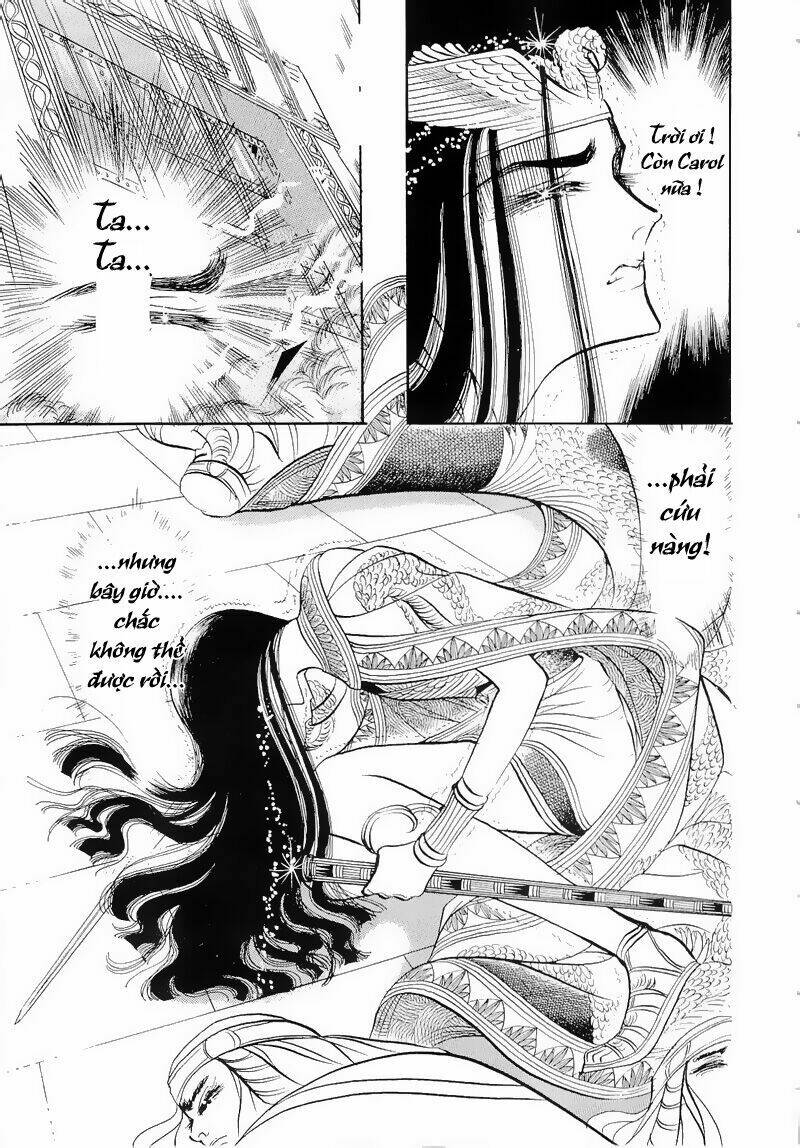 Trời ơi !
Còn Carol
nữa !
Ta...
Ta...
...phải
cứu
nàng!
...nhưng
bây giờ....
chắc
không thể
được rồi...